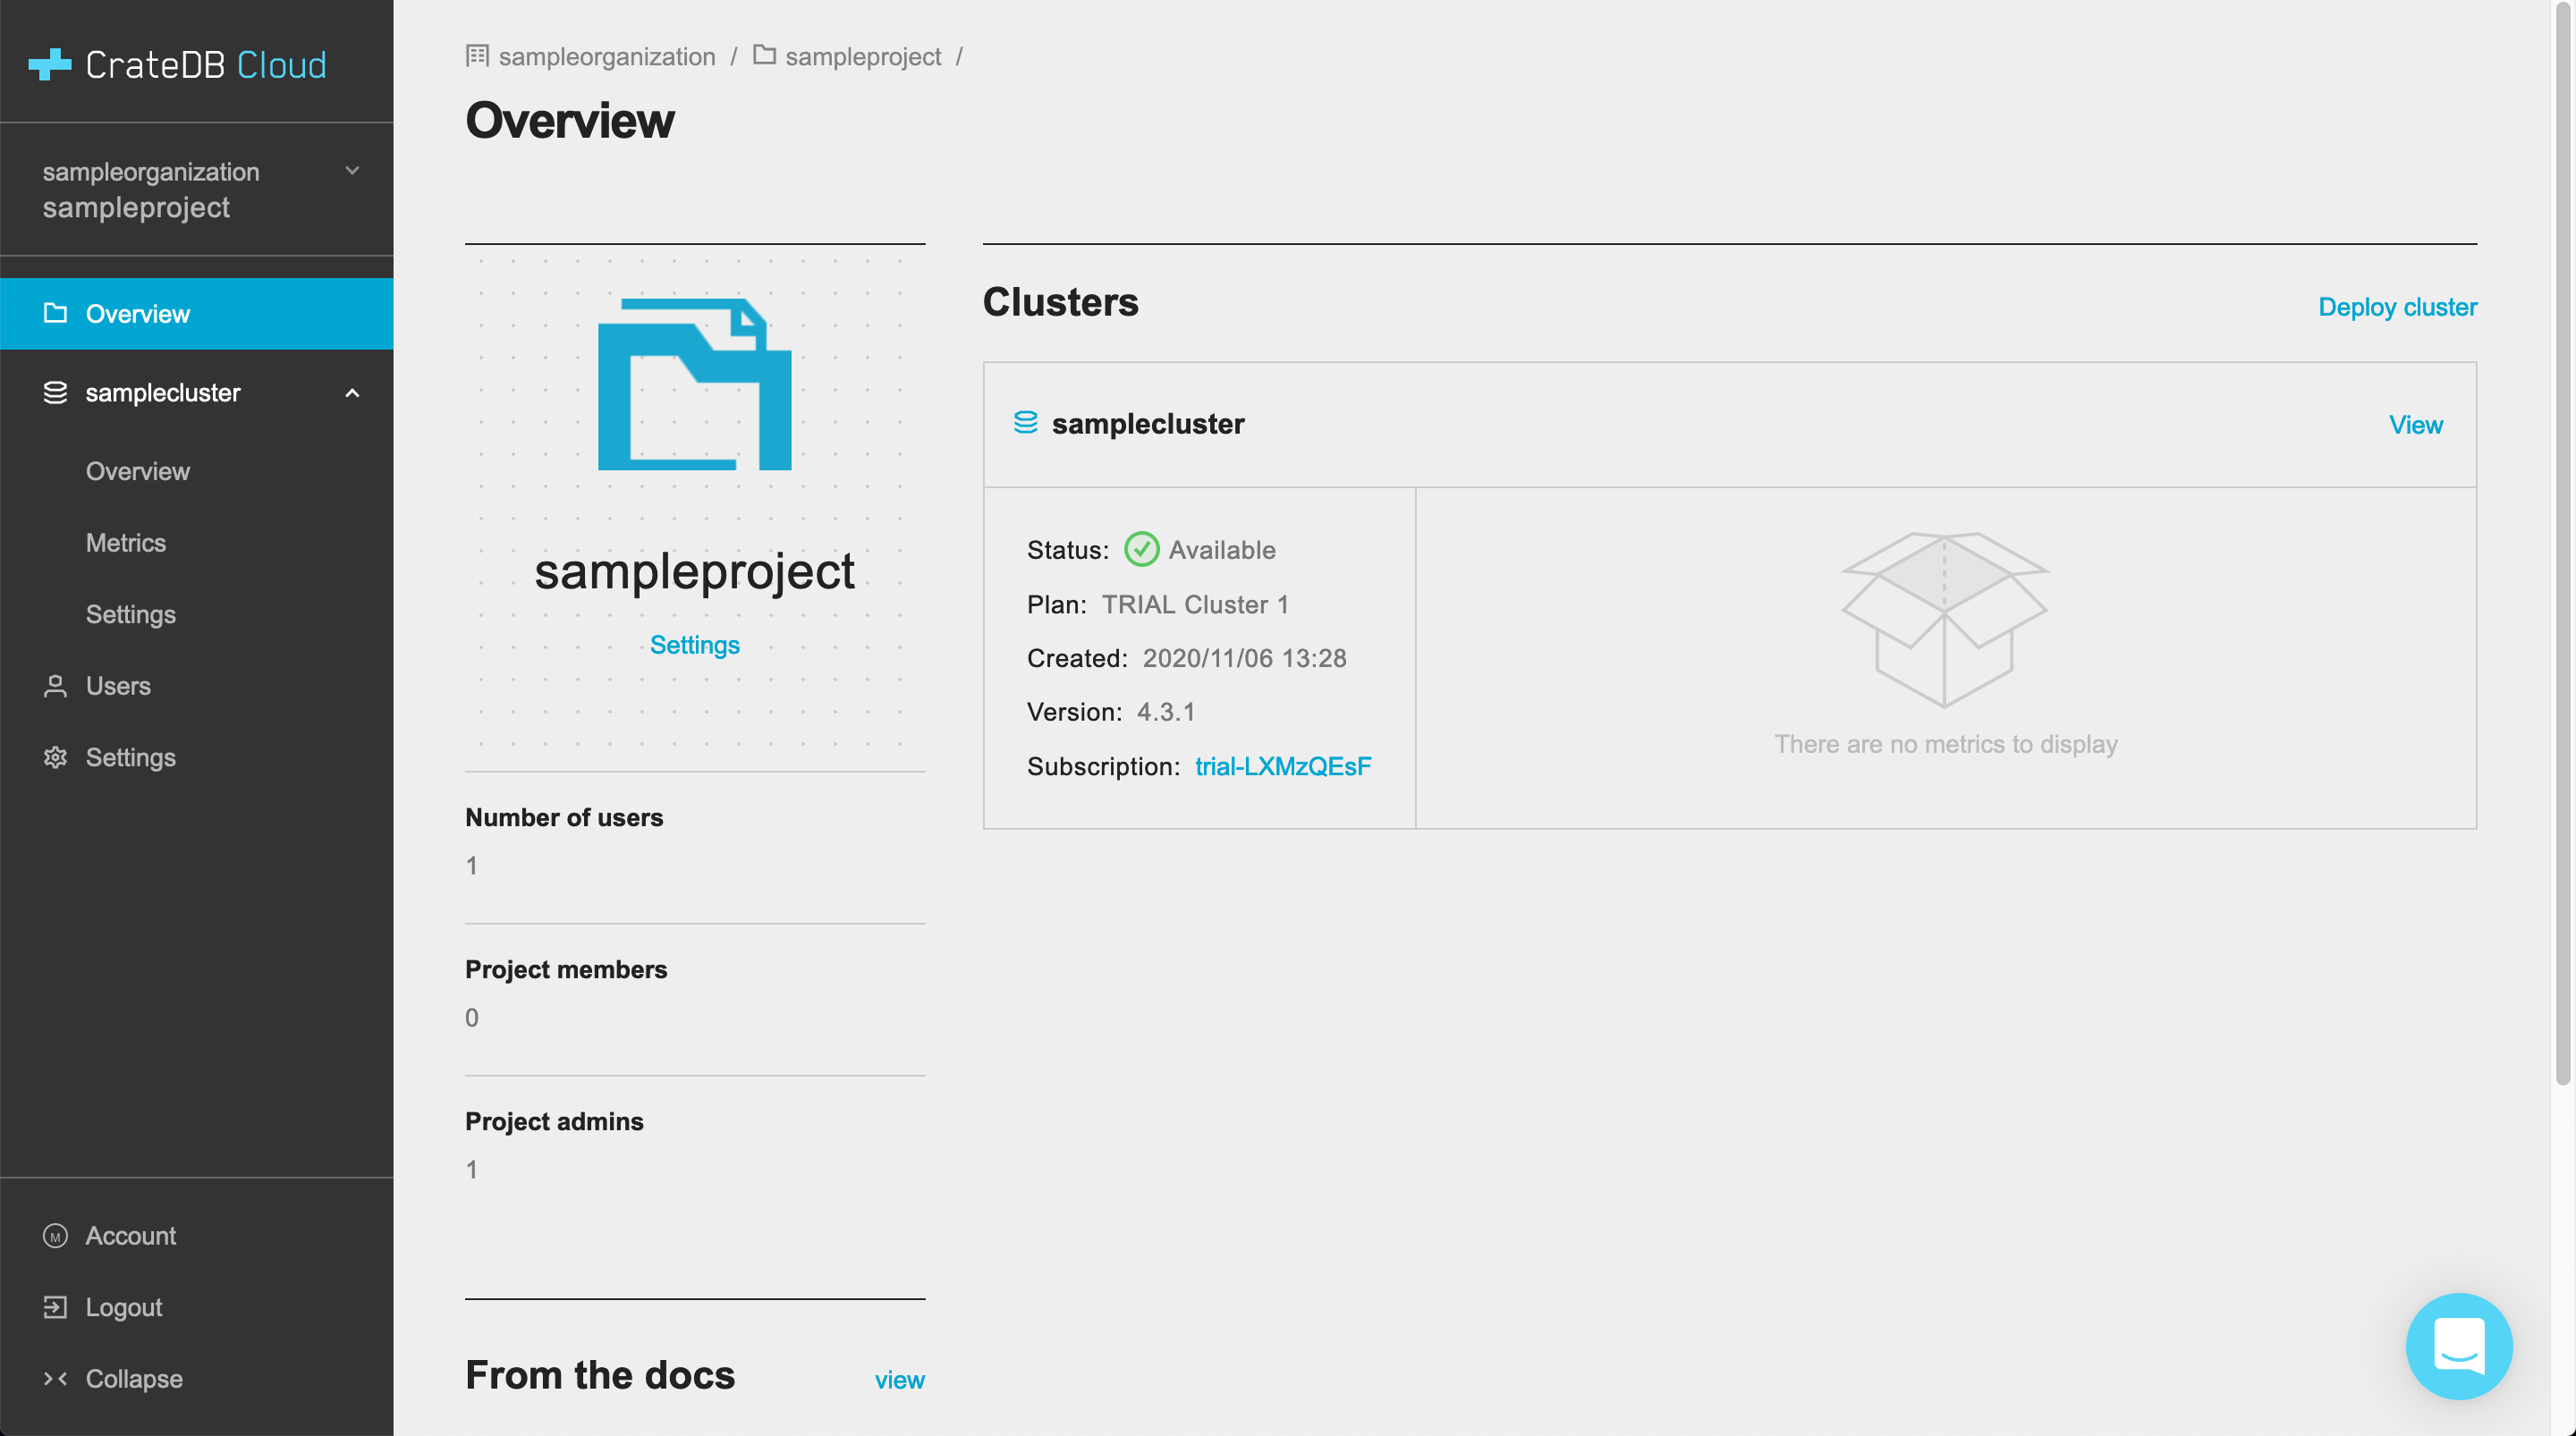 CrateDB Cloud
sampleorganization
sampleproject
Overview
samplecluster
Overview
Metrics
Settings
Users
Settings
M Account
Logout
Collapse
sampleorganization / sampleproject /
Overview
sampleproject
Settings
Number of users
1
Project members
0
Project admins
1
From the docs view
Clusters Deploy cluster
samplecluster View
Status: Available
Plan: TRIAL Cluster 1
Created: 2020/11/06 13:28
Version: 4.3.1
Subscription: trial-LXMzQEsF
There are no metrics to display